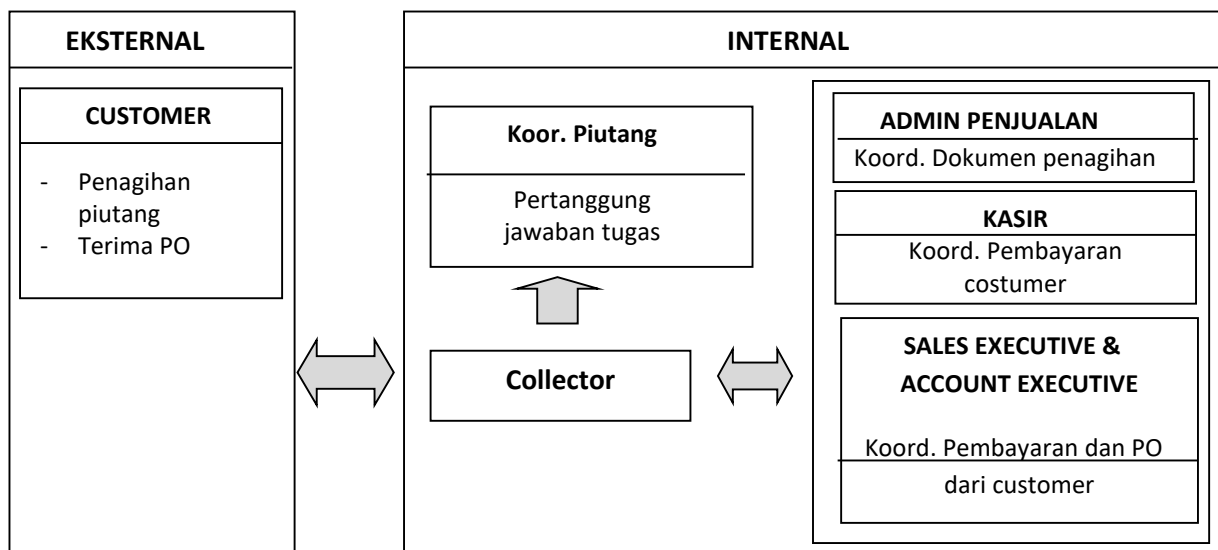 EKSTERNAL
CUSTOMER
- Penagihan
piutang
- Terima PO
INTERNAL
Koor. Piutang
Pertanggung
jawaban tugas
Collector
ADMIN PENJUALAN
Koord. Dokumen penagihan
KASIR
Koord. Pembayaran
costumer
SALES EXECUTIVE &
ACCOUNT EXECUTIVE
Koord. Pembayaran dan PO
dari customer